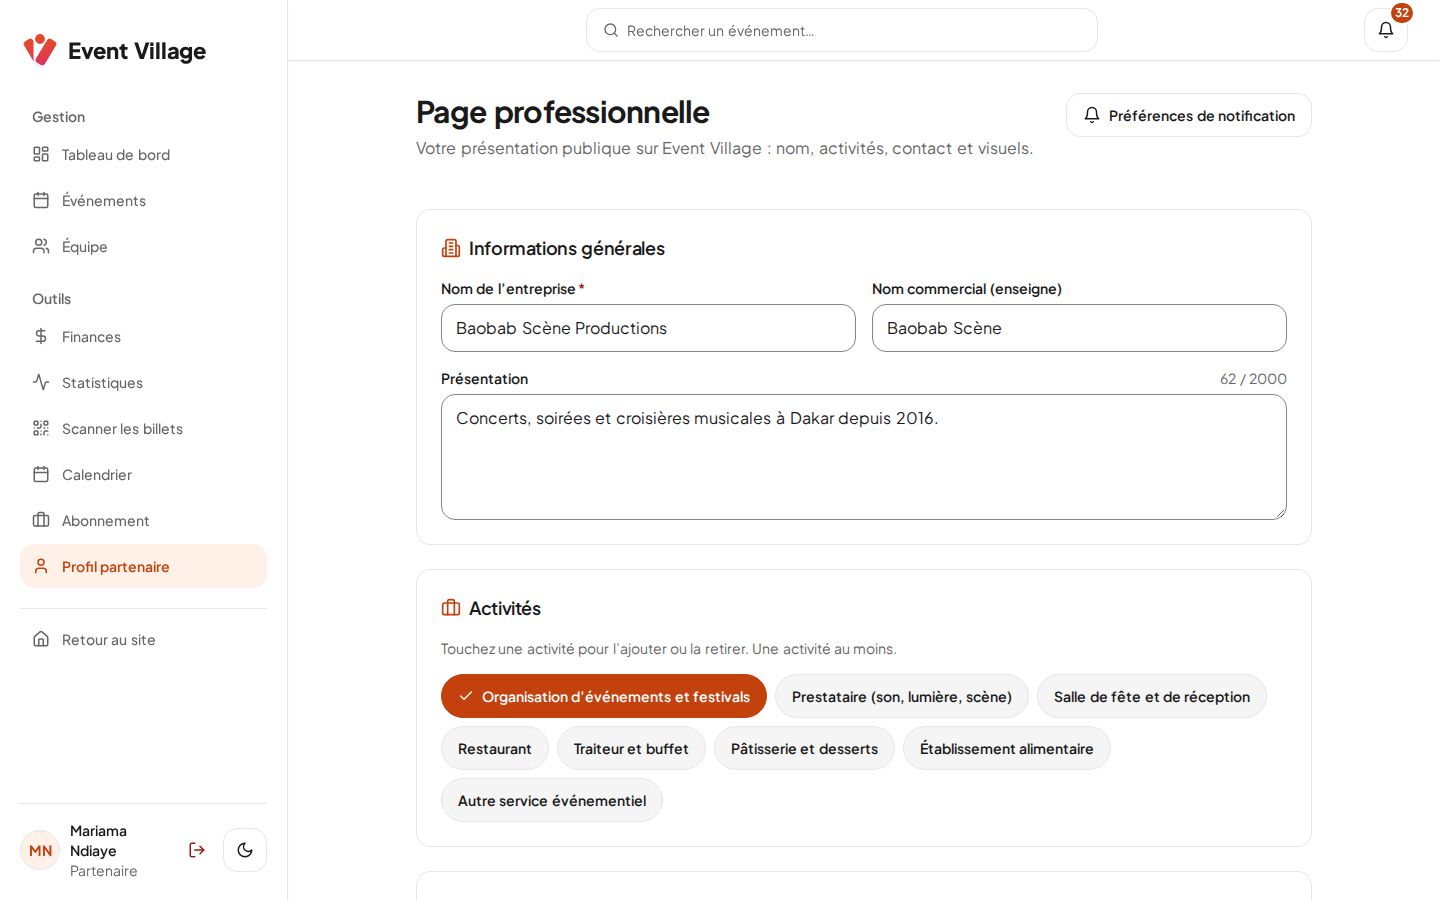 Event Village
Rechercher un événement...
32
Gestion
Tableau de bord
Événements
Équipe
Outils
Finances
Statistiques
Scanner les billets
Calendrier
Abonnement
Profil partenaire
Retour au site
MN
Mariama
Ndiaye
Partenaire
Page professionnelle
Préférences de notification
Votre présentation publique sur Event Village : nom, activités, contact et visuels.
Informations générales
Nom de l’entreprise *
Nom commercial (enseigne)
Baobab Scène Productions
Baobab Scène
Présentation
62 / 2000
Concerts, soirées et croisières musicales à Dakar depuis 2016.
Activités
Touchez une activité pour l’ajouter ou la retirer. Une activité au moins.
Organisation d’événements et festivals
Prestataire (son, lumière, scène)
Salle de fête et de réception
Restaurant
Traiteur et buffet
Pâtisserie et desserts
Établissement alimentaire
Autre service événementiel